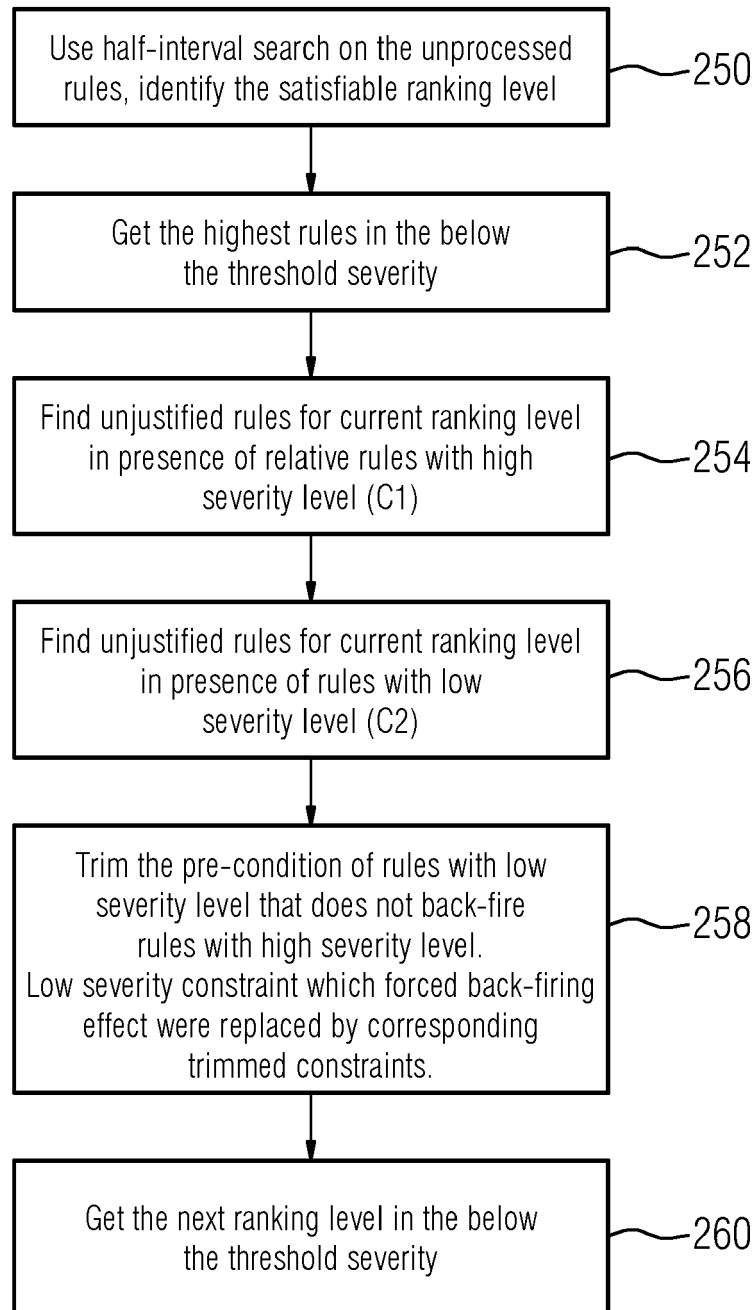 Use half-interval search on the unprocessed
rules, identify the satisfiable ranking level
250
Get the highest rules in the below
the threshold severity
252
Find unjustified rules for current ranking level
in presence of relative rules with high
severity level (C1)
254
Find unjustified rules for current ranking level
in presence of rules with low
severity level (C2)
256
Trim the pre-condition of rules with low
severity level that does not back-fire
rules with high severity level.
Low severity constraint which forced back-firing
effect were replaced by corresponding
trimmed constraints.
258
Get the next ranking level in the below
the threshold severity
260